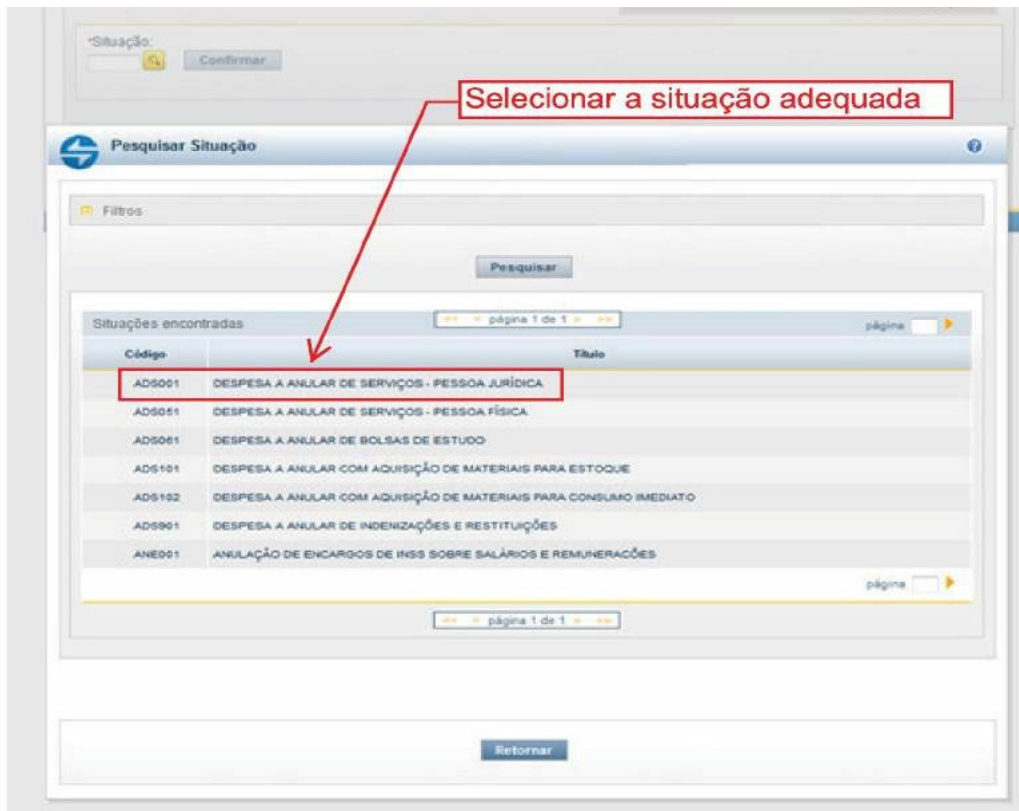 *Situação:
Confirmar
Selecionar a situação adequada
Pesquisar Situação
Filtros
Pesquisar
Situações encontradas
página 1 de 1
página
Código
Título
ADS001 DESPESA A ANULAR DE SERVIÇOS - PESSOA JURÍDICA
ADS051 DESPESA A ANULAR DE SERVIÇOS - PESSOA FÍSICA
ADS061 DESPESA A ANULAR DE BOLSAS DE ESTUDO
ADS101 DESPESA A ANULAR COM AQUISIÇÃO DE MATERIAIS PARA ESTOQUE
ADS102 DESPESA A ANULAR COM AQUISIÇÃO DE MATERIAIS PARA CONSUMO IMEDIATO
ADS901 DESPESA A ANULAR DE INDENIZAÇÕES E RESTITUIÇÕES
ANE001 ANULAÇÃO DE ENCARGOS DE INSS SOBRE SALÁRIOS E REMUNERACÕES
página
página 1 de 1
Retornar